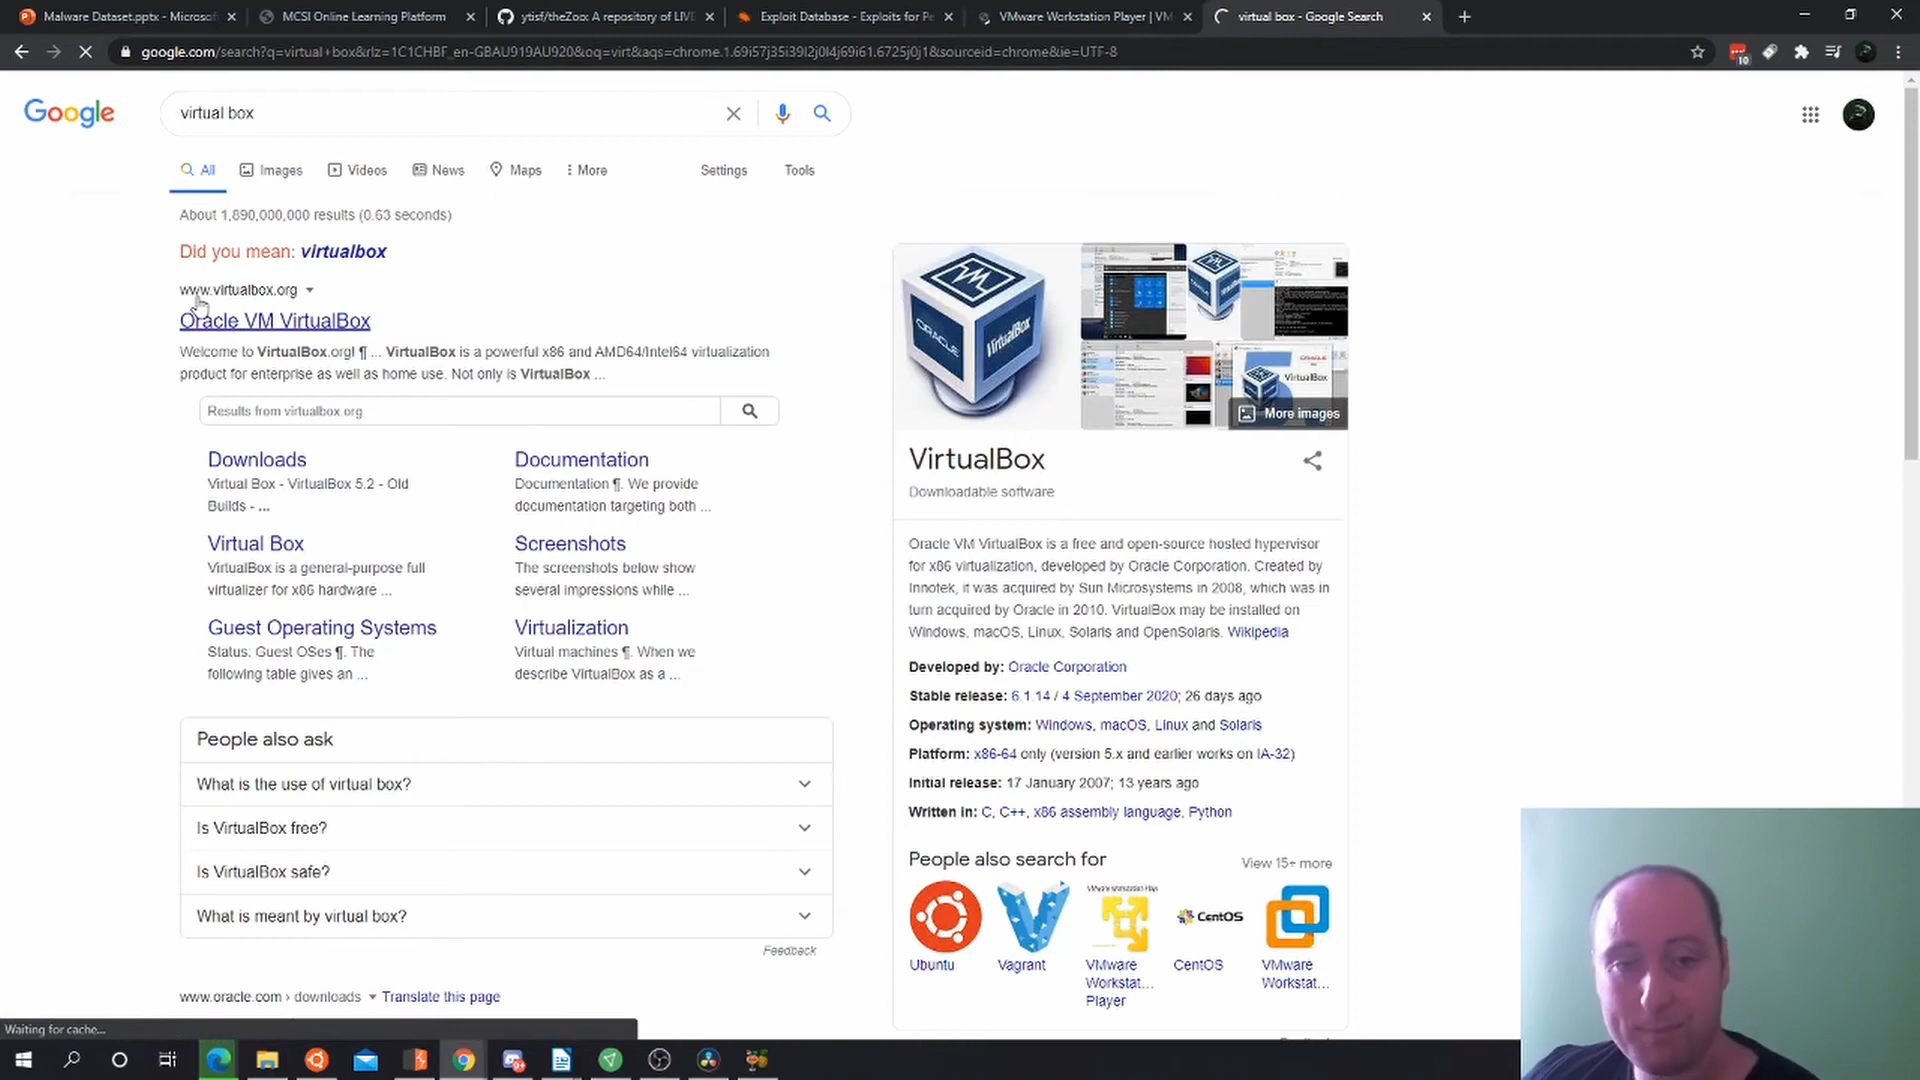 Malware Dataset.pptx - Microsof
MCSI Online Learning Platform
ytisf/theZoo: A repository of LIVE
Exploit Database - Exploits for Pe
VMware Workstation Player | VM
virtual box - Google Search
google.com/search?q=virtual+box&rlz=1C1CHBF_en-GBAU919AU920&oq=virt&aqs=chrome.1.69i57j35i39l2j0l4j69i61.6725j0j1&sourceid=chrome&ie=UTF-8
10
Google
virtual box
All
Images
Videos
News
Maps
More
Settings
Tools
About 1,890,000,000 results (0.63 seconds)
Did you mean: virtualbox
www.virtualbox.org
Oracle VM VirtualBox
Welcome to VirtualBox.org! ¶ ... VirtualBox is a powerful x86 and AMD64/Intel64 virtualization
product for enterprise as well as home use. Not only is VirtualBox ...
Results from virtualbox.org
Downloads
Virtual Box - VirtualBox 5.2 - Old
Builds - ...
Documentation
Documentation ¶. We provide
documentation targeting both ...
Virtual Box
VirtualBox is a general-purpose full
virtualizer for x86 hardware ...
Screenshots
The screenshots below show
several impressions while ...
Guest Operating Systems
Status: Guest OSes ¶. The
following table gives an ...
Virtualization
Virtual machines ¶. When we
describe VirtualBox as a ...
People also ask
What is the use of virtual box?
Is VirtualBox free?
Is VirtualBox safe?
What is meant by virtual box?
Feedback
www.oracle.com › downloads
Translate this page
Waiting for cache...
VM
ORACLE
VirtualBox
VirtualBox
More images
VirtualBox
Downloadable software
Oracle VM VirtualBox is a free and open-source hosted hypervisor
for x86 virtualization, developed by Oracle Corporation. Created by
Innotek, it was acquired by Sun Microsystems in 2008, which was in
turn acquired by Oracle in 2010. VirtualBox may be installed on
Windows, macOS, Linux, Solaris and OpenSolaris. Wikipedia
Developed by: Oracle Corporation
Stable release: 6.1.14 / 4 September 2020; 26 days ago
Operating system: Windows, macOS, Linux and Solaris
Platform: x86-64 only (version 5.x and earlier works on IA-32)
Initial release: 17 January 2007; 13 years ago
Written in: C, C++, x86 assembly language, Python
People also search for
View 15+ more
CentOS
Ubuntu
Vagrant
VMware
Workstat...
Player
CentOS
VMware
Workstat...